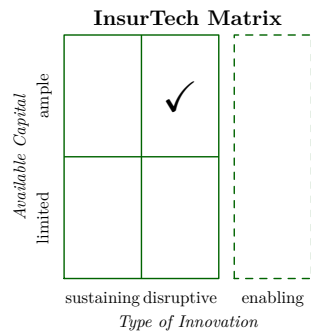 InsurTech Matrix
Available Capital
ample
limited
sustaining disruptive enabling
Type of Innovation